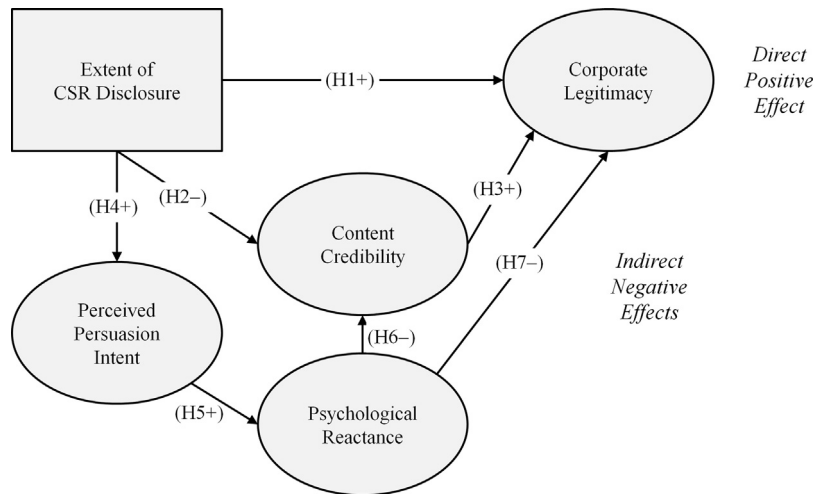 Extent of
CSR Disclosure
(H1+)
Corporate
Legitimacy
Direct
Positive
Effect
(H4+)
(H2–)
(H3+)
Content
Credibility
(H7–)
Indirect
Negative
Effects
Perceived
Persuasion
Intent
(H6–)
(H5+)
Psychological
Reactance